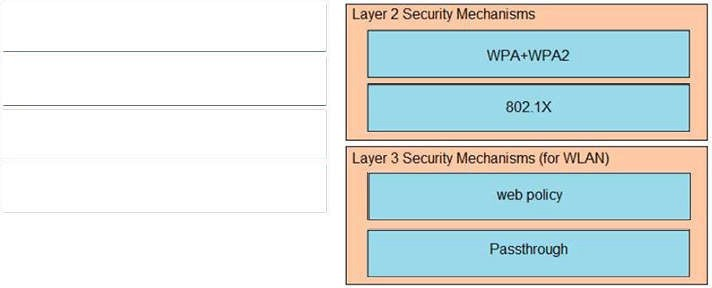 Layer 2 Security Mechanisms
WPA+WPA2
802.1X
Layer 3 Security Mechanisms (for WLAN)
web policy
Passthrough